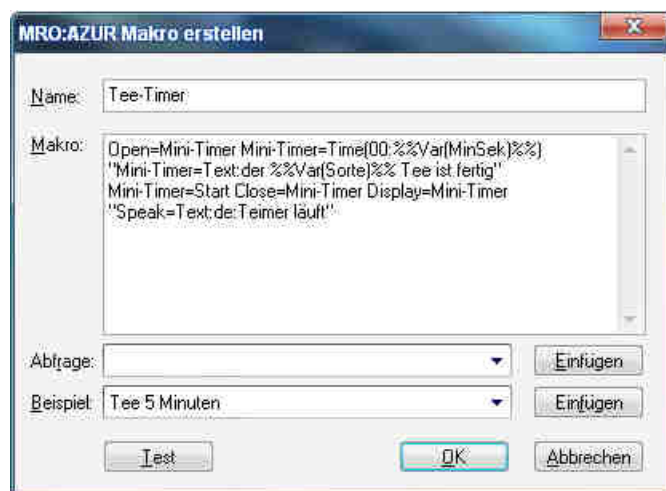 MRO:AZUR Makro erstellen
Name: Tee-Timer
Makro: Open=Mini-Timer Mini-Timer=Time(00:%%Var(MinSek)%%)
"Mini-Timer=Text:der %%Var(Sorte)%% Tee ist fertig"
Mini-Timer=Start Close=Mini-Timer Display=Mini-Timer
"Speak=Text:de:Teimer läuft"
Abfrage: Einfügen
Beispiel: Tee 5 Minuten Einfügen
Test OK Abbrechen